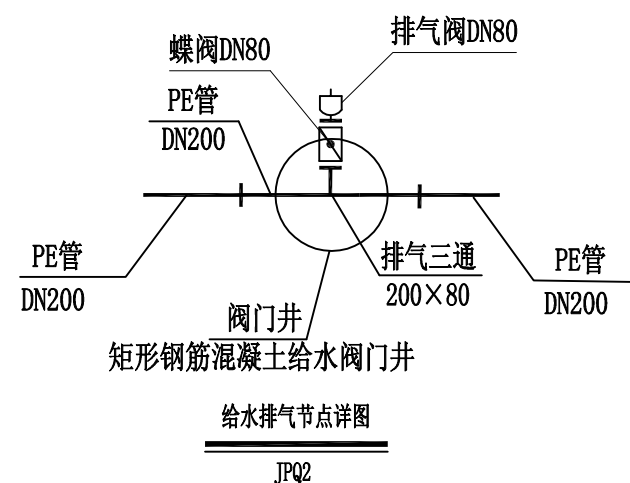 排气阀DN80
蝶阀DN80
PE管
DN200
PE管
DN200
排气三通
200×80
PE管
DN200
阀门井
矩形钢筋混凝土给水阀门井
给水排气节点详图
JPQ2